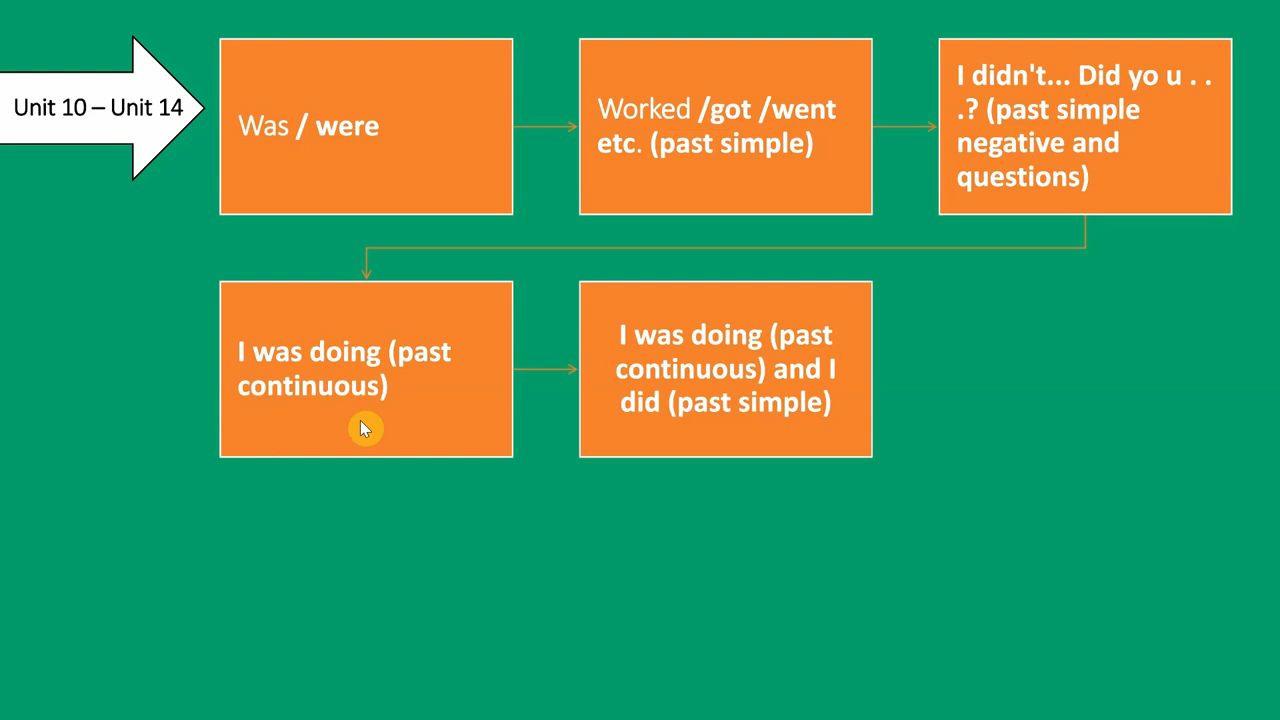 Unit 10 – Unit 14
Was / were
Worked /got /went
etc. (past simple)
I didn't... Did yo u . .
.? (past simple
negative and
questions)
I was doing (past
continuous)
I was doing (past
continuous) and I
did (past simple)